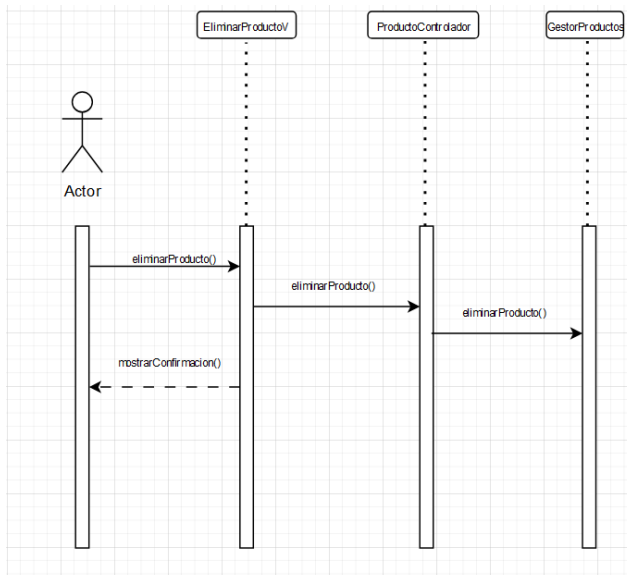 EliminarProductoV
ProductoControlador
GestorProductos
Actor
eliminarProducto()
eliminarProducto()
eliminarProducto()
mostrarConfirmacion()